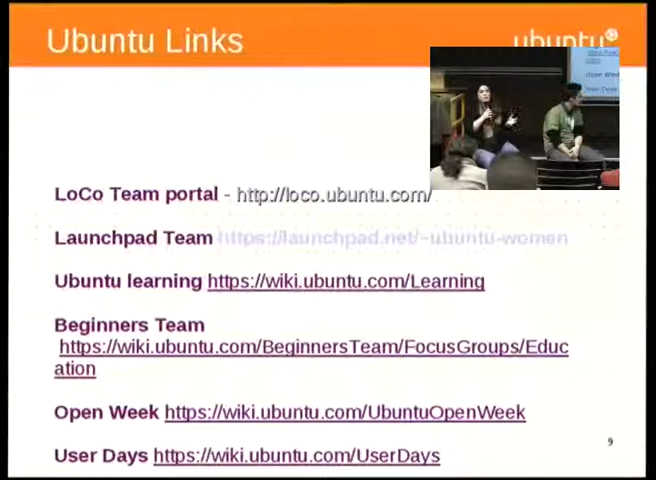 Ubuntu Links
ubuntu
LoCo Team portal - http://loco.ubuntu.com/
Launchpad Team https://launchpad.net/~ubuntu-women
Ubuntu learning https://wiki.ubuntu.com/Learning
Beginners Team
https://wiki.ubuntu.com/BeginnersTeam/FocusGroups/Educ
ation
Open Week https://wiki.ubuntu.com/UbuntuOpenWeek
User Days https://wiki.ubuntu.com/UserDays
9